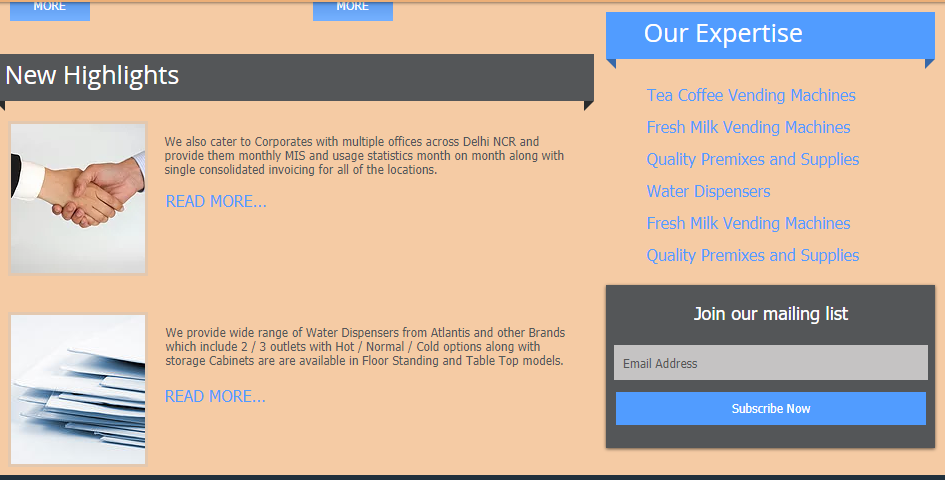 MORE
MORE
New Highlights
We also cater to Corporates with multiple offices across Delhi NCR and
provide them monthly MIS and usage statistics month on month along with
single consolidated invoicing for all of the locations.
READ MORE...
We provide wide range of Water Dispensers from Atlantis and other Brands
which include 2 / 3 outlets with Hot / Normal / Cold options along with
storage Cabinets are are available in Floor Standing and Table Top models.
READ MORE...
Our Expertise
Tea Coffee Vending Machines
Fresh Milk Vending Machines
Quality Premixes and Supplies
Water Dispensers
Fresh Milk Vending Machines
Quality Premixes and Supplies
Join our mailing list
Email Address
Subscribe Now